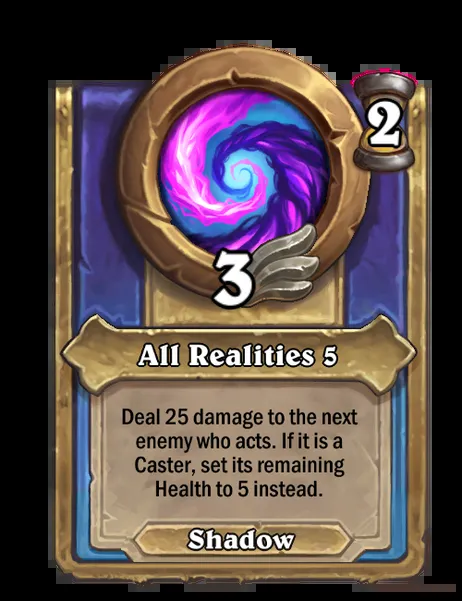 2
3
All Realities 5
Deal 25 damage to the next
enemy who acts. If it is a
Caster, set its remaining
Health to 5 instead.
Shadow